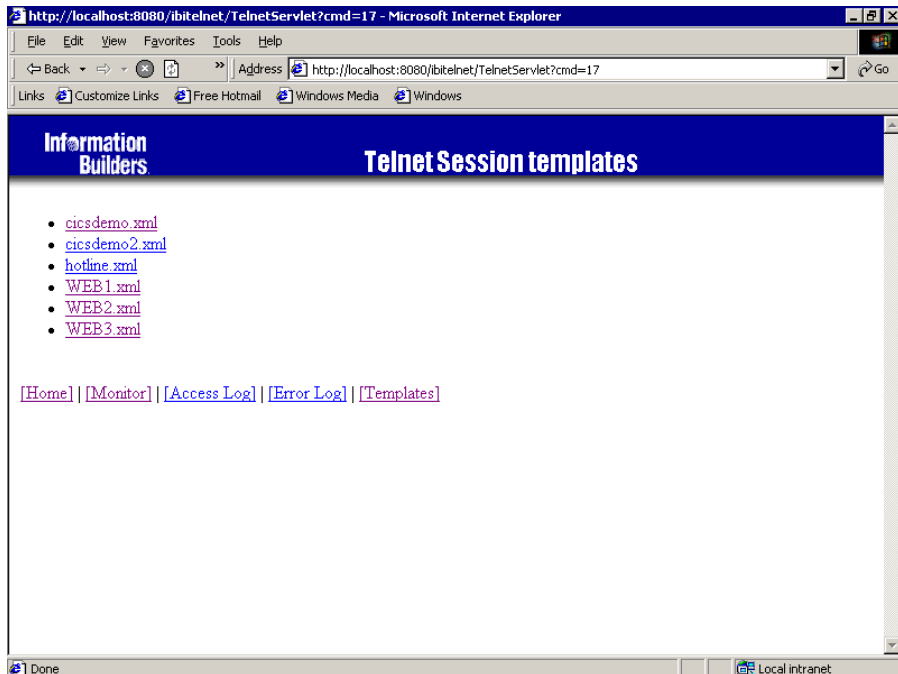 http://localhost:8080/ibitelnet/TelnetServlet?cmd=17 - Microsoft Internet Explorer
File Edit View Favorites Tools Help
Back » Address http://localhost:8080/ibitelnet/TelnetServlet?cmd=17 Go
Links Customize Links Free Hotmail Windows Media Windows
Information
Builders.
Telnet Session templates
• cicsdemo.xml
• cicsdemo2.xml
• hotline.xml
• WEB1.xml
• WEB2.xml
• WEB3.xml
[Home] | [Monitor] | [Access Log] | [Error Log] | [Templates]
Done Local intranet